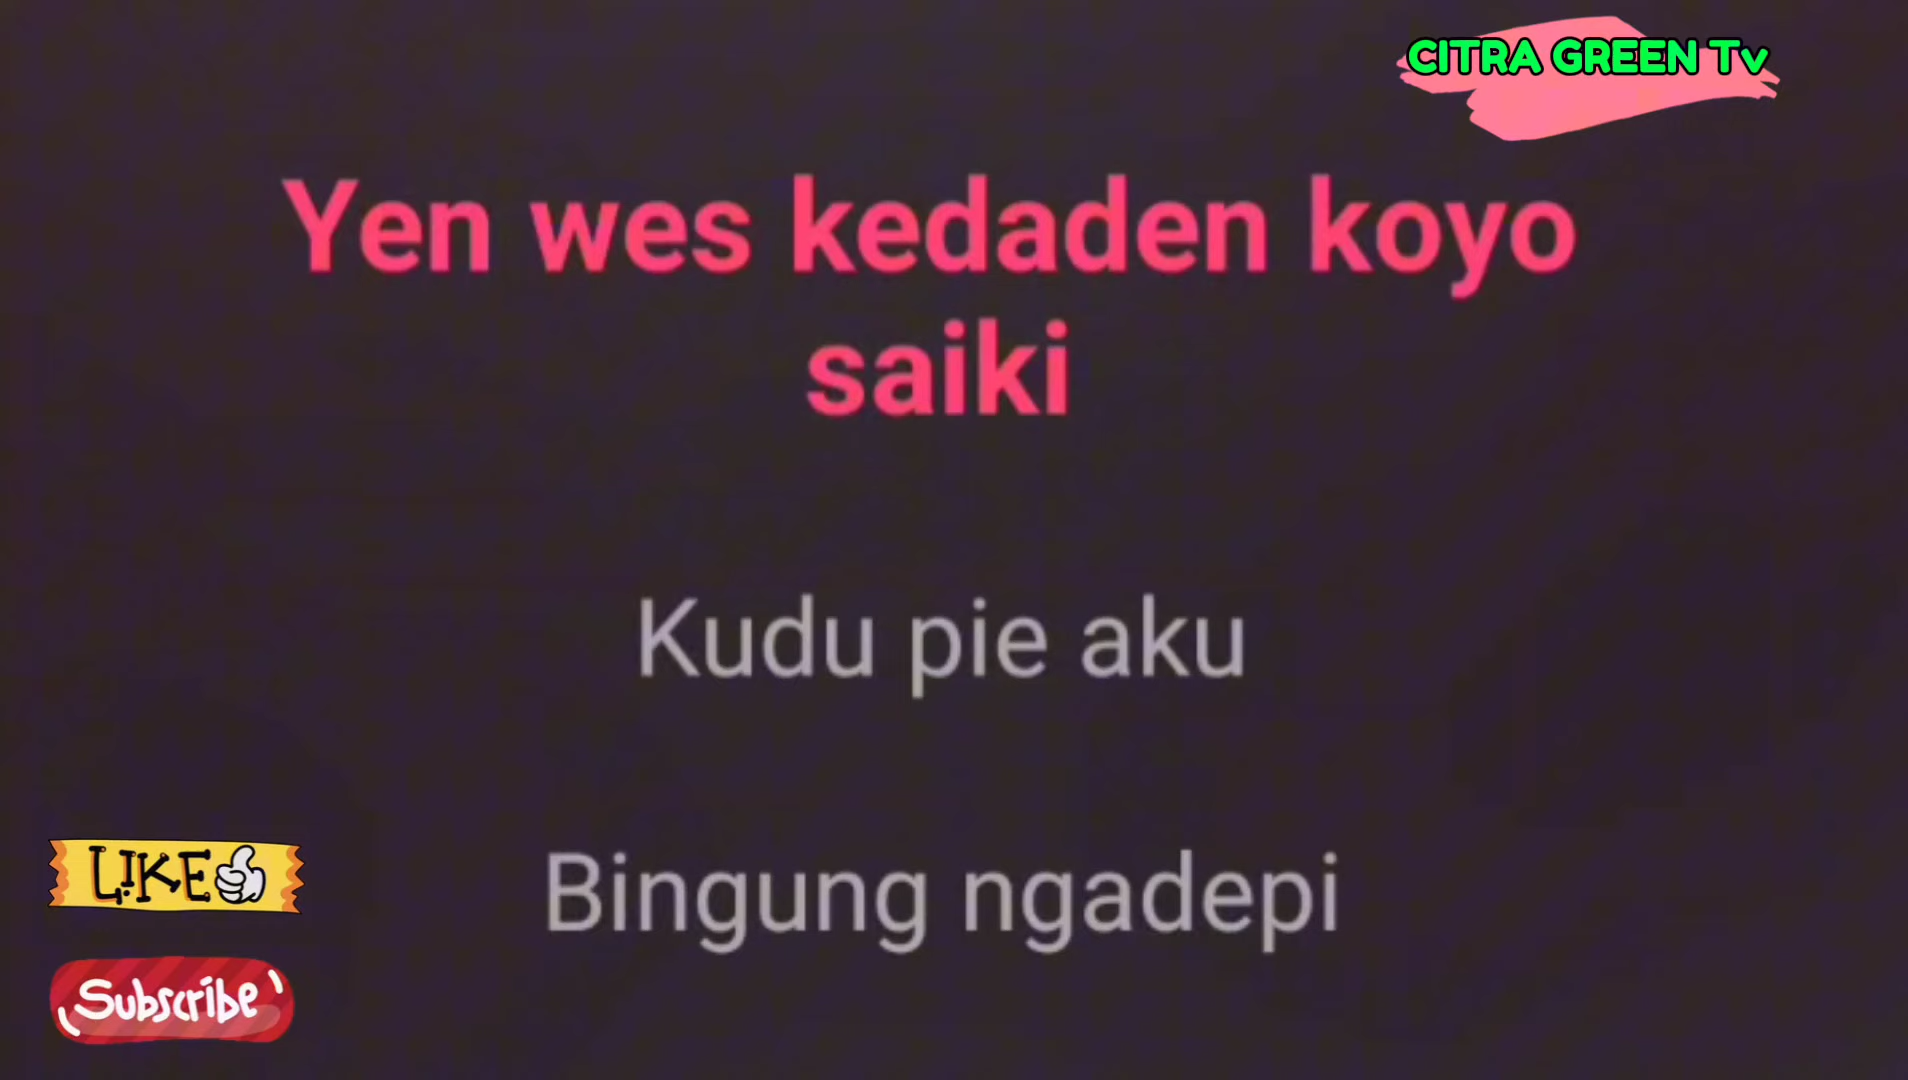 CITRA GREEN Tv
Yen wes kedaden koyo
saiki
Kudu pie aku
Bingung ngadepi
LIKE
Subscribe